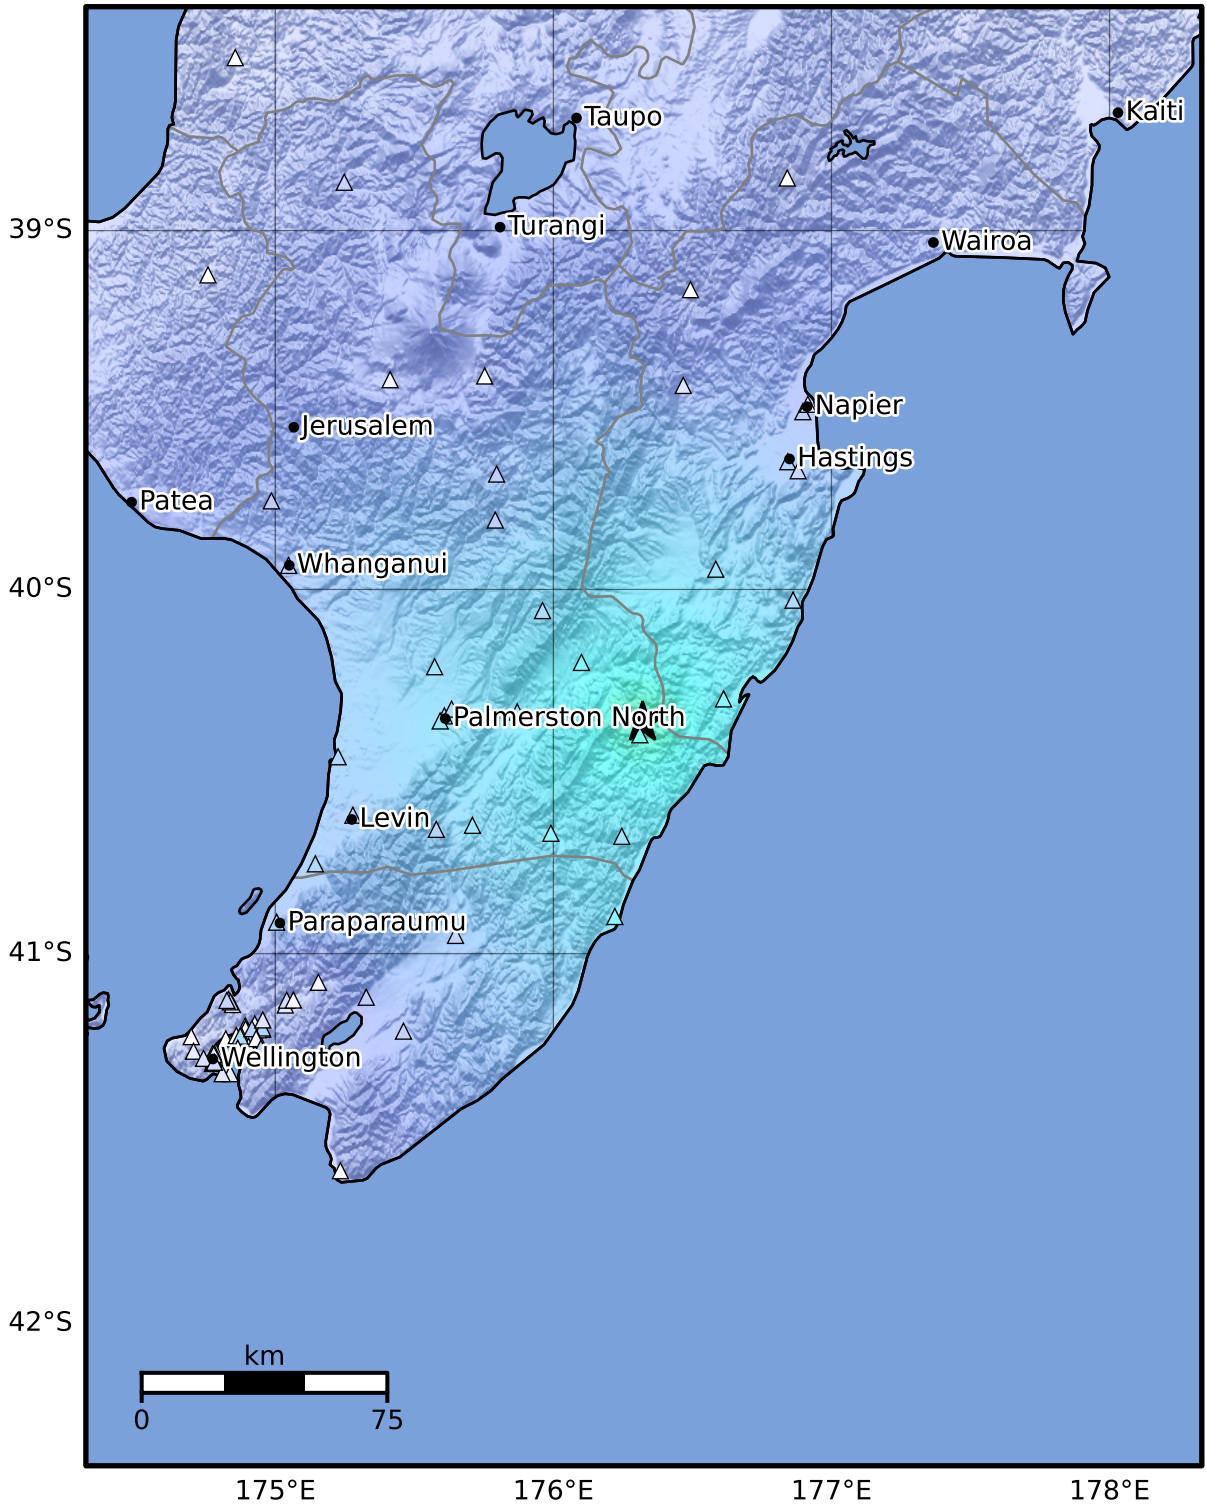 Taupo
Kaiti
39°S
Turangi
Wairoa
Napier
Jerusalem
Hastings
Patea
Whanganui
40°S
Palmerston North
Levin
Paraparaumu
41°S
Wellington
42°S
km
0
75
175°E
176°E
177°E
178°E